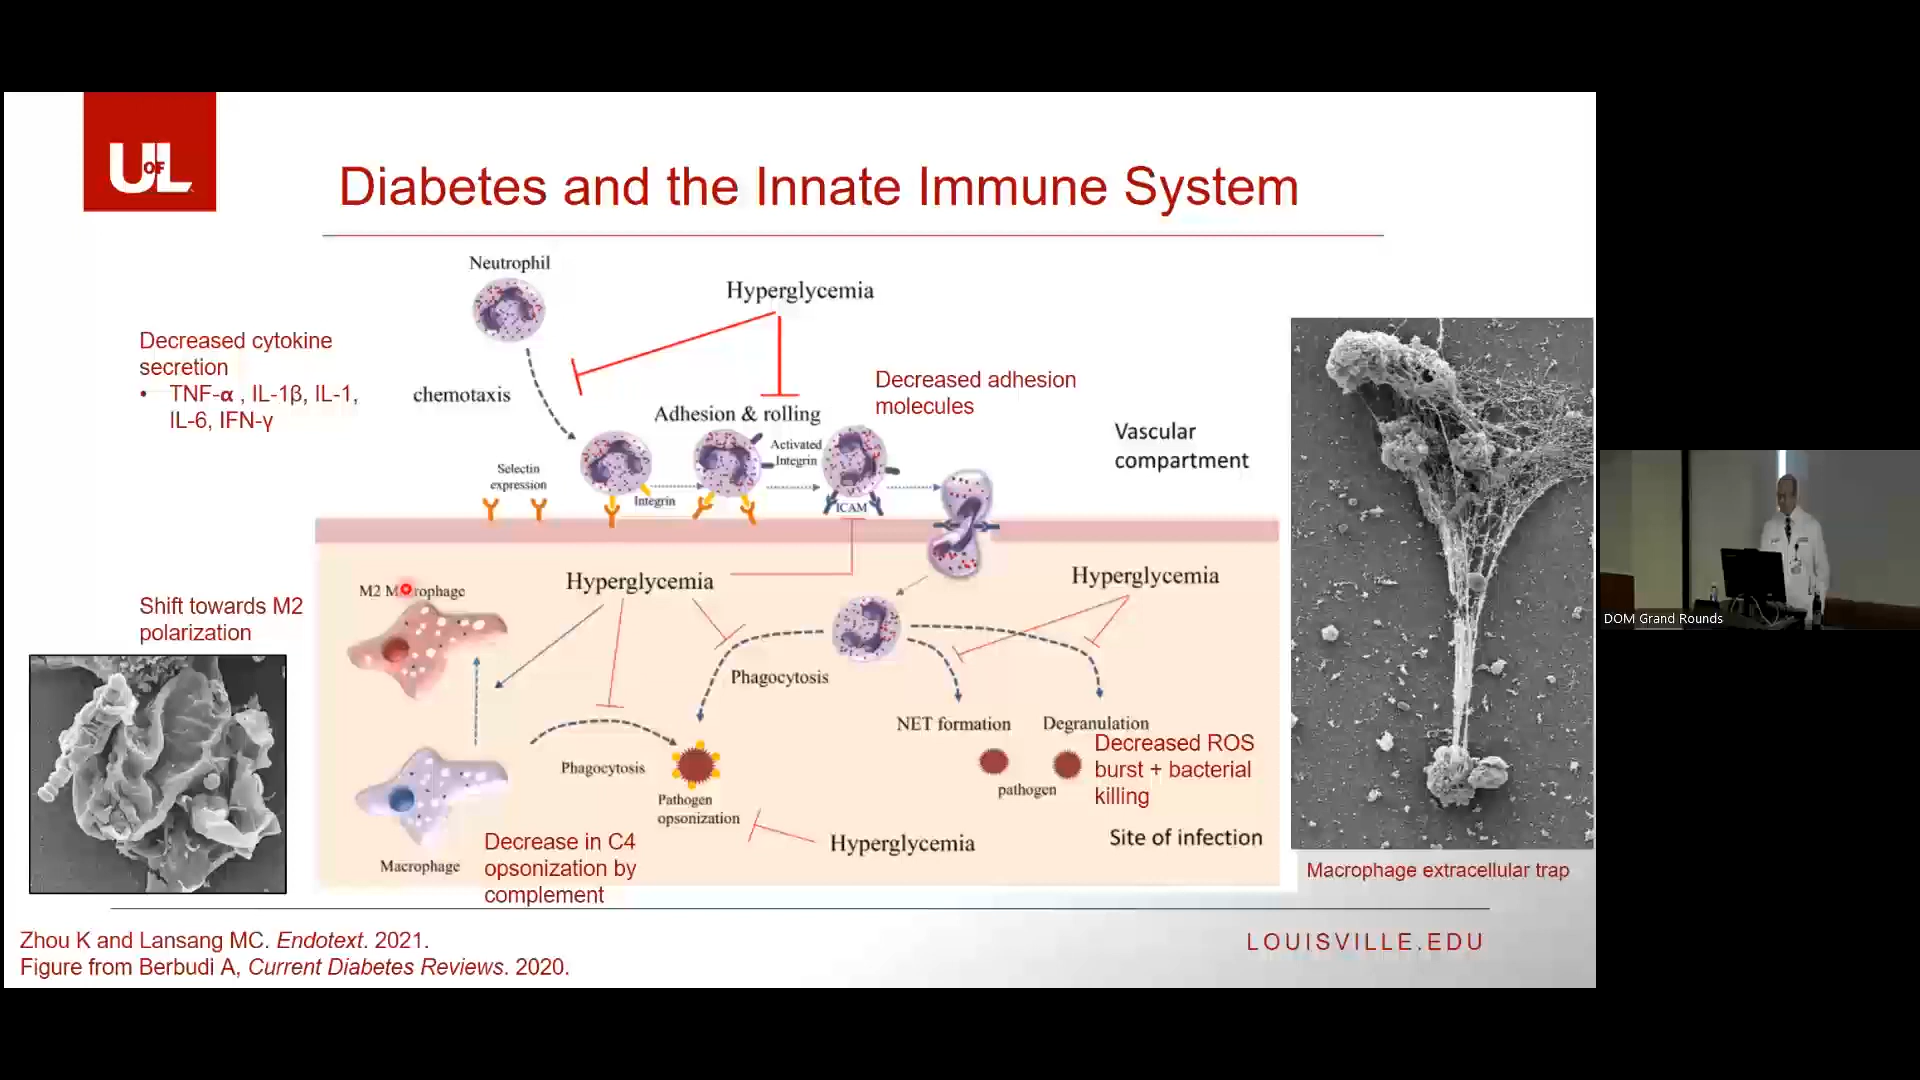 UofL
Diabetes and the Innate Immune System
Neutrophil
Hyperglycemia
Decreased cytokine
secretion
• TNF-α , IL-1β, IL-1,
IL-6, IFN-γ
chemotaxis
Adhesion & rolling
Decreased adhesion
molecules
Activated
Integrin
Vascular
compartment
Selectin
expression
Integrin
ICAM
M2 Macrophage
Hyperglycemia
Hyperglycemia
Shift towards M2
polarization
Phagocytosis
NET formation
Degranulation
Decreased ROS
burst + bacterial
killing
Phagocytosis
pathogen
Pathogen
opsonization
Hyperglycemia
Site of infection
Macrophage
Decrease in C4
opsonization by
complement
Macrophage extracellular trap
Zhou K and Lansang MC. Endotext. 2021.
Figure from Berbudi A, Current Diabetes Reviews. 2020.
LOUISVILLE.EDU
DOM Grand Rounds